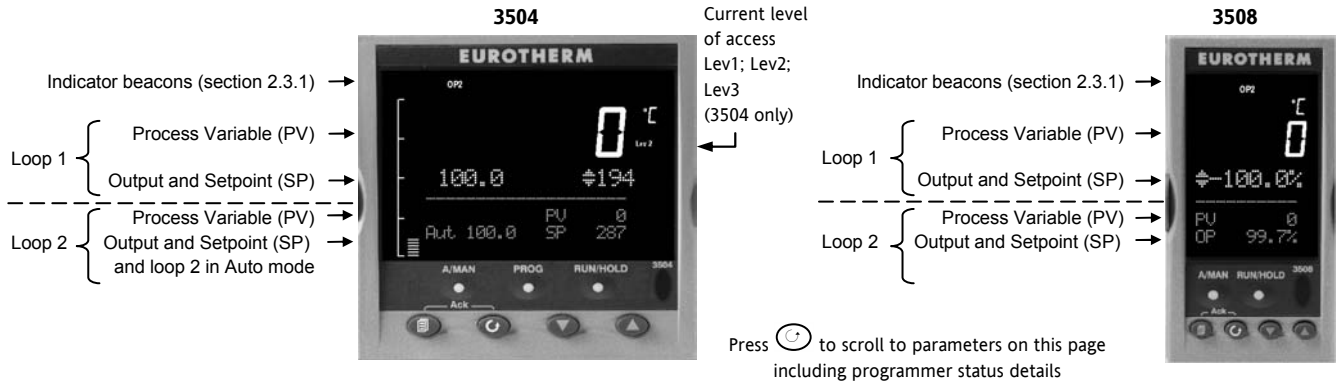 3504
Current level
of access
Lev1; Lev2;
Lev3
(3504 only)
3508
Indicator beacons (section 2.3.1)
Loop 1
Process Variable (PV)
Output and Setpoint (SP)
Loop 2
Process Variable (PV)
Output and Setpoint (SP)
and loop 2 in Auto mode
EUROTHERM
OP2
°C
0
Lev 2
100.0 194
PV 0
Aut 100.0 SP 287
A/MAN PROG RUN/HOLD 3504
Ack
Indicator beacons (section 2.3.1)
Loop 1
Process Variable (PV)
Output and Setpoint (SP)
Loop 2
Process Variable (PV)
Output and Setpoint (SP)
EUROTHERM
OP2
°C
0
-100.0%
PV 0
OP 99.7%
A/MAN RUN/HOLD 3508
Ack
Press to scroll to parameters on this page
including programmer status details